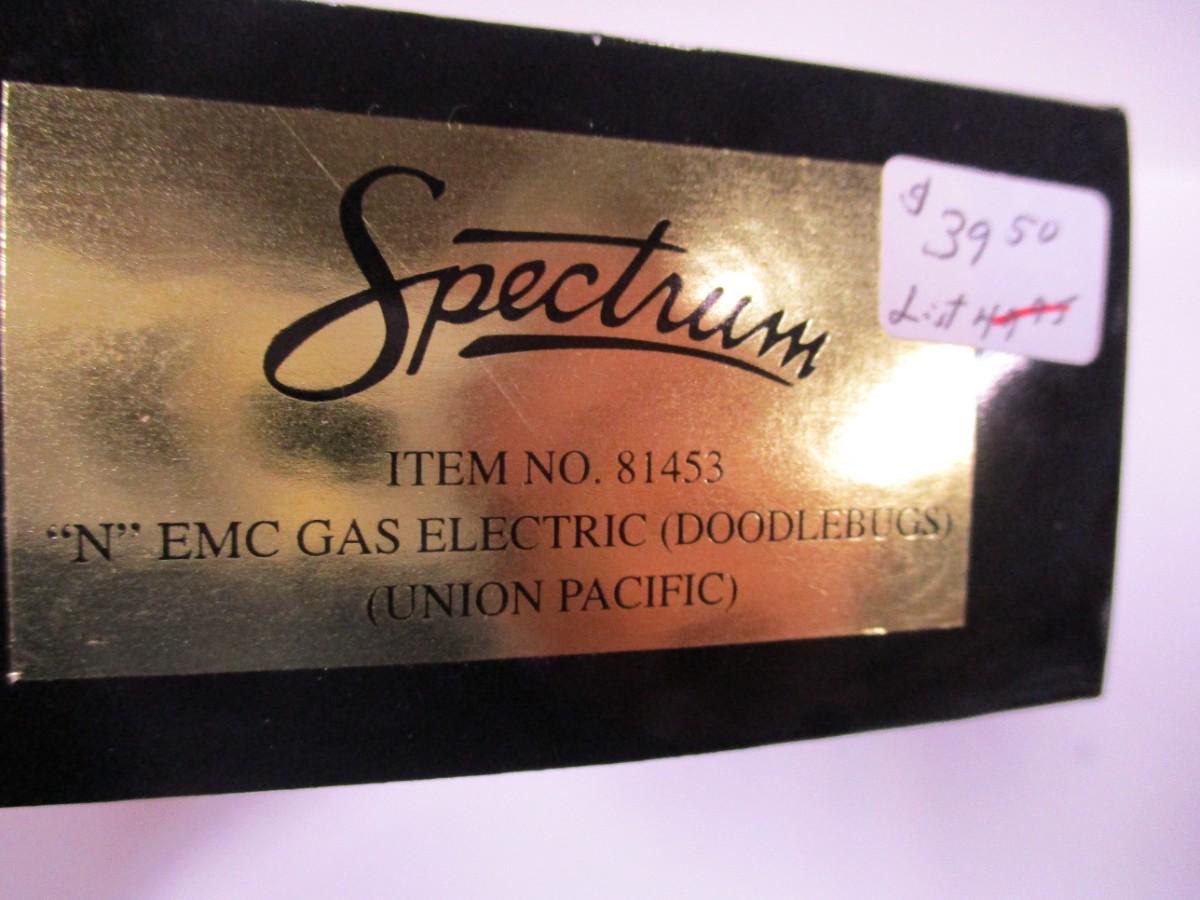 Spectrum
$39 50
List
ITEM NO. 81453
“N” EMC GAS ELECTRIC (DOODLEBUGS)
(UNION PACIFIC)